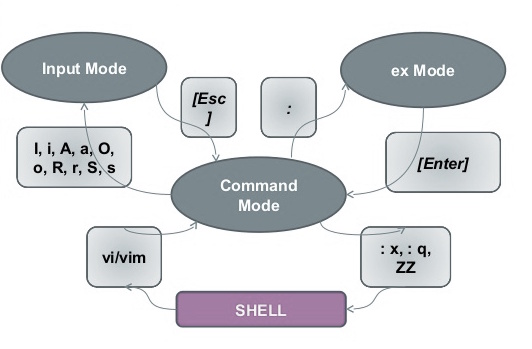 Input Mode
ex Mode
[Esc
]
:
I, i, A, a, O,
o, R, r, S, s
[Enter]
Command
Mode
vi/vim
: x, : q,
ZZ
SHELL